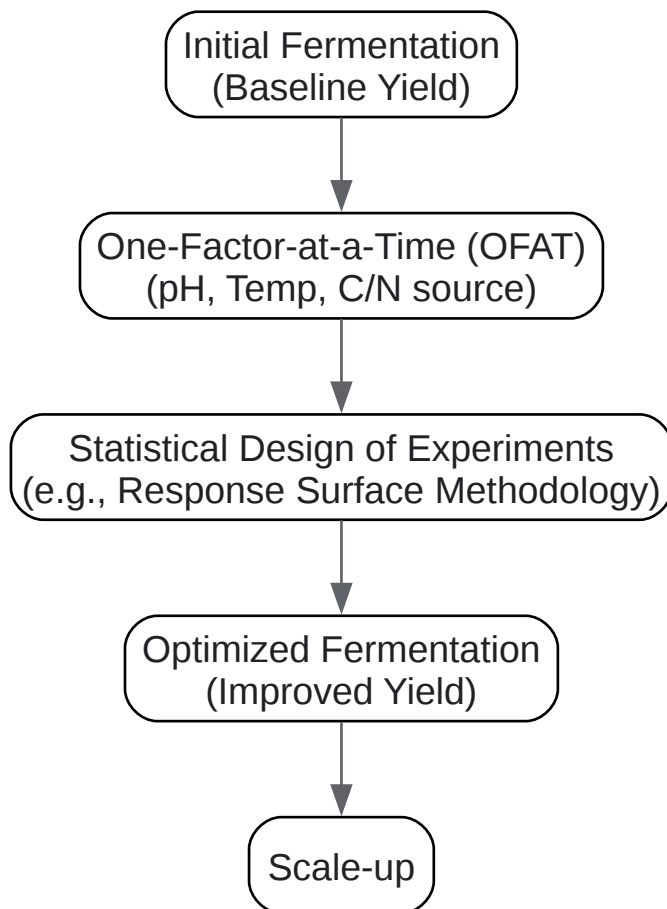 Initial Fermentation
(Baseline Yield)
One-Factor-at-a-Time (OFAT)
(pH, Temp, C/N source)
Statistical Design of Experiments
(e.g., Response Surface Methodology)
Optimized Fermentation
(Improved Yield)
Scale-up